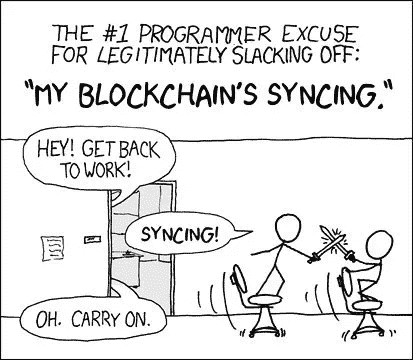 THE #1 PROGRAMMER EXCUSE
FOR LEGITIMATELY SLACKING OFF:
"MY BLOCKCHAIN'S SYNCING."
HEY! GET BACK
TO WORK!
SYNCING!
OH. CARRY ON.